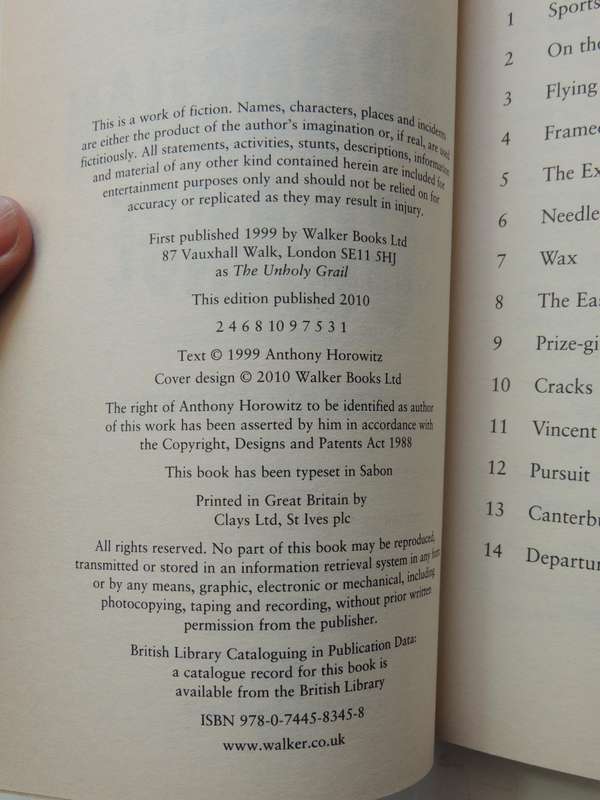 This is a work of fiction. Names, characters, places and incidents
are either the product of the author's imagination or, if real, are used
fictitiously. All statements, activities, stunts, descriptions, information
and material of any other kind contained herein are included for
entertainment purposes only and should not be relied on for
accuracy or replicated as they may result in injury.
First published 1999 by Walker Books Ltd
87 Vauxhall Walk, London SE11 5HJ
as The Unholy Grail
This edition published 2010
2 4 6 8 10 9 7 5 3 1
Text © 1999 Anthony Horowitz
Cover design © 2010 Walker Books Ltd
The right of Anthony Horowitz to be identified as author
of this work has been asserted by him in accordance with
the Copyright, Designs and Patents Act 1988
This book has been typeset in Sabon
Printed in Great Britain by
Clays Ltd, St Ives plc
All rights reserved. No part of this book may be reproduced,
transmitted or stored in an information retrieval system in any form
or by any means, graphic, electronic or mechanical, including
photocopying, taping and recording, without prior written
permission from the publisher.
British Library Cataloguing in Publication Data:
a catalogue record for this book is
available from the British Library
ISBN 978-0-7445-8345-8
www.walker.co.uk
1 Sports
2 On the
3 Flying
4 Framed
5 The Ex
6 Needle
7 Wax
8 The Eas
9 Prize-gi
10 Cracks
11 Vincent
12 Pursuit
13 Canterbu
14 Departur